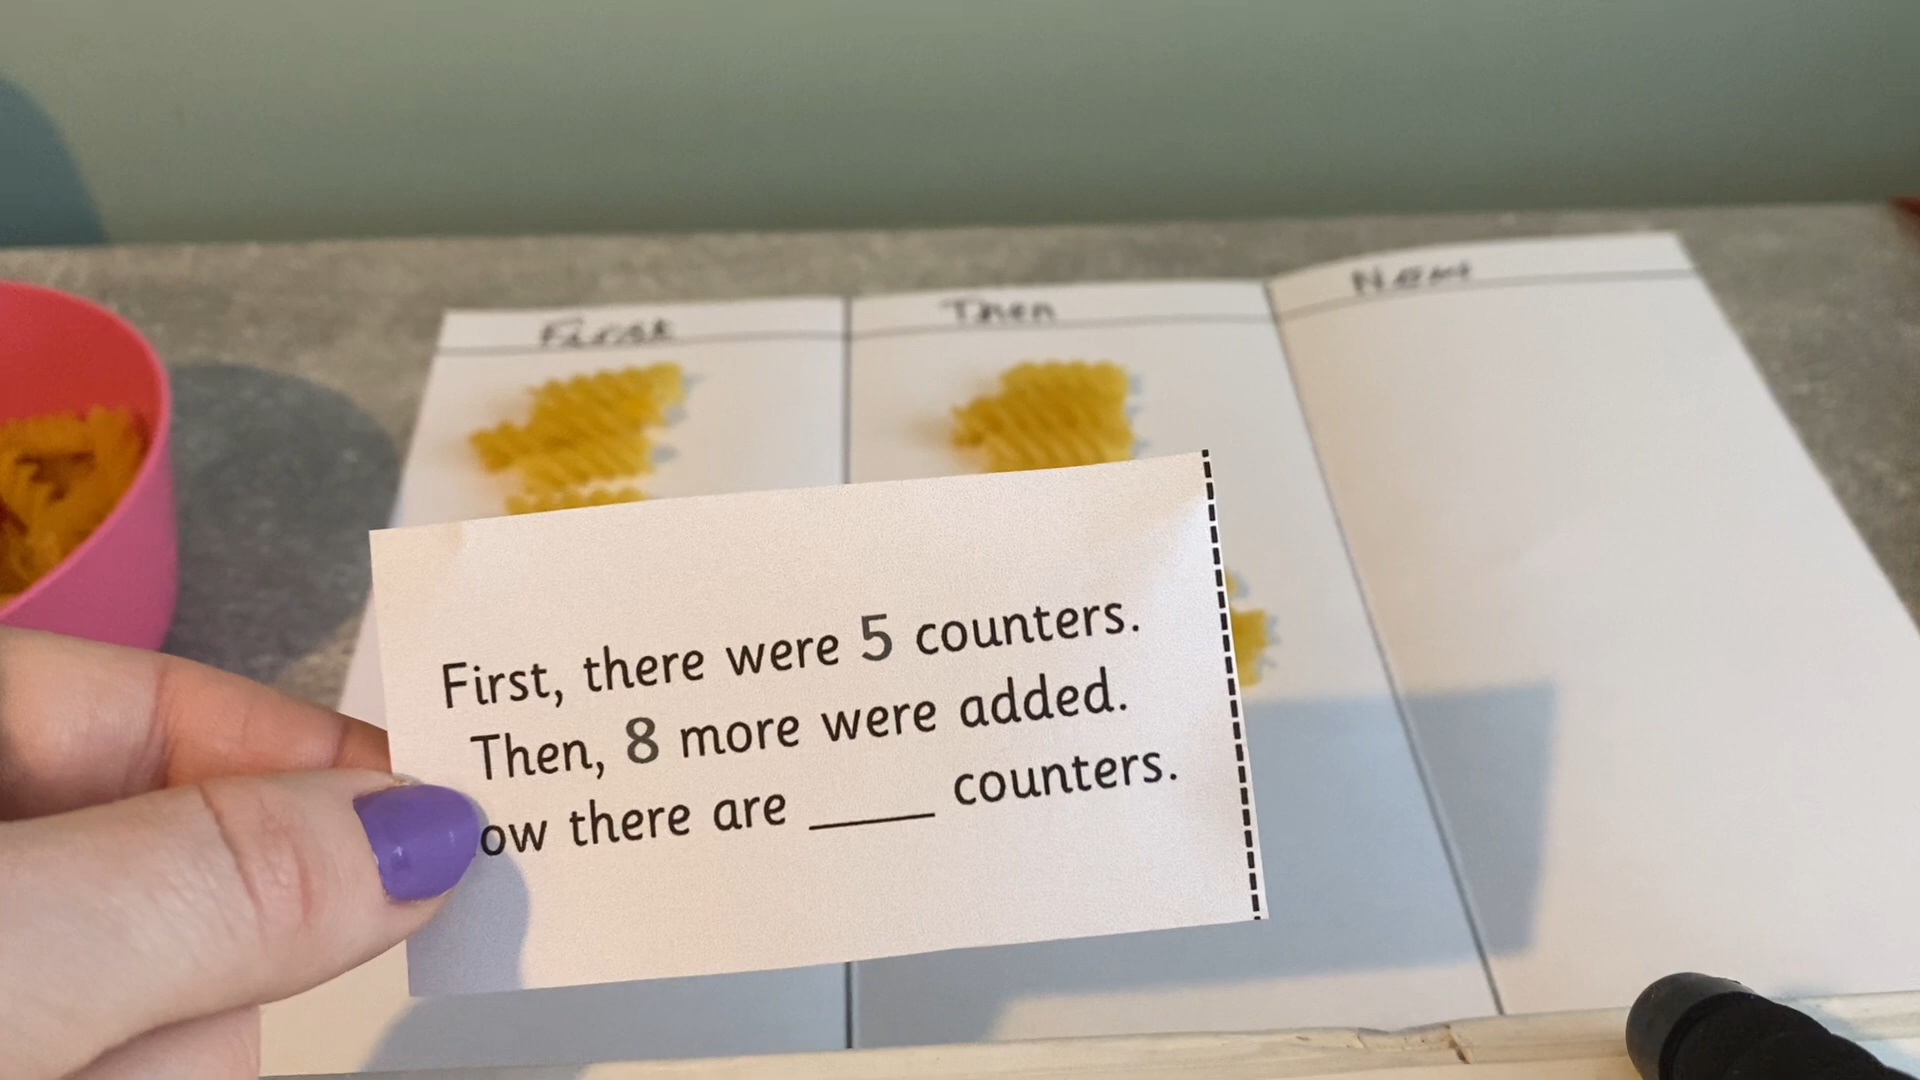 First
Then
Now
First, there were 5 counters.
Then, 8 more were added.
ow there are _____ counters.